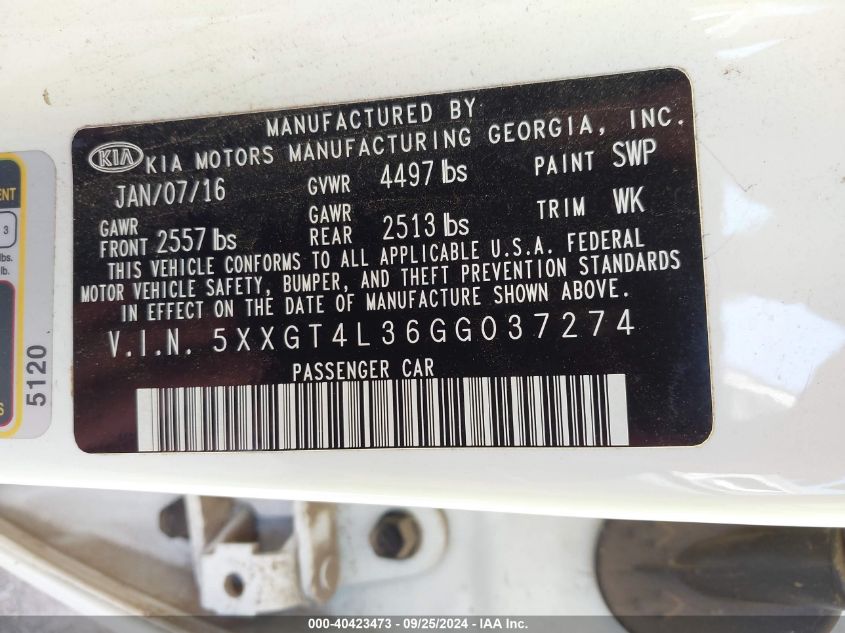 MANUFACTURED BY
KIA KIA MOTORS MANUFACTURING GEORGIA, INC.
JAN/07/16 GVWR 4497 lbs PAINT SWP
GAWR FRONT 2557 lbs GAWR REAR 2513 lbs TRIM WK
THIS VEHICLE CONFORMS TO ALL APPLICABLE U.S.A. FEDERAL
MOTOR VEHICLE SAFETY, BUMPER, AND THEFT PREVENTION STANDARDS
IN EFFECT ON THE DATE OF MANUFACTURE SHOWN ABOVE.
V.I.N. 5XXGT4L36GG037274
PASSENGER CAR
3
lbs.
lb.
5120
000-40423473 - 09/25/2024 - IAA Inc.